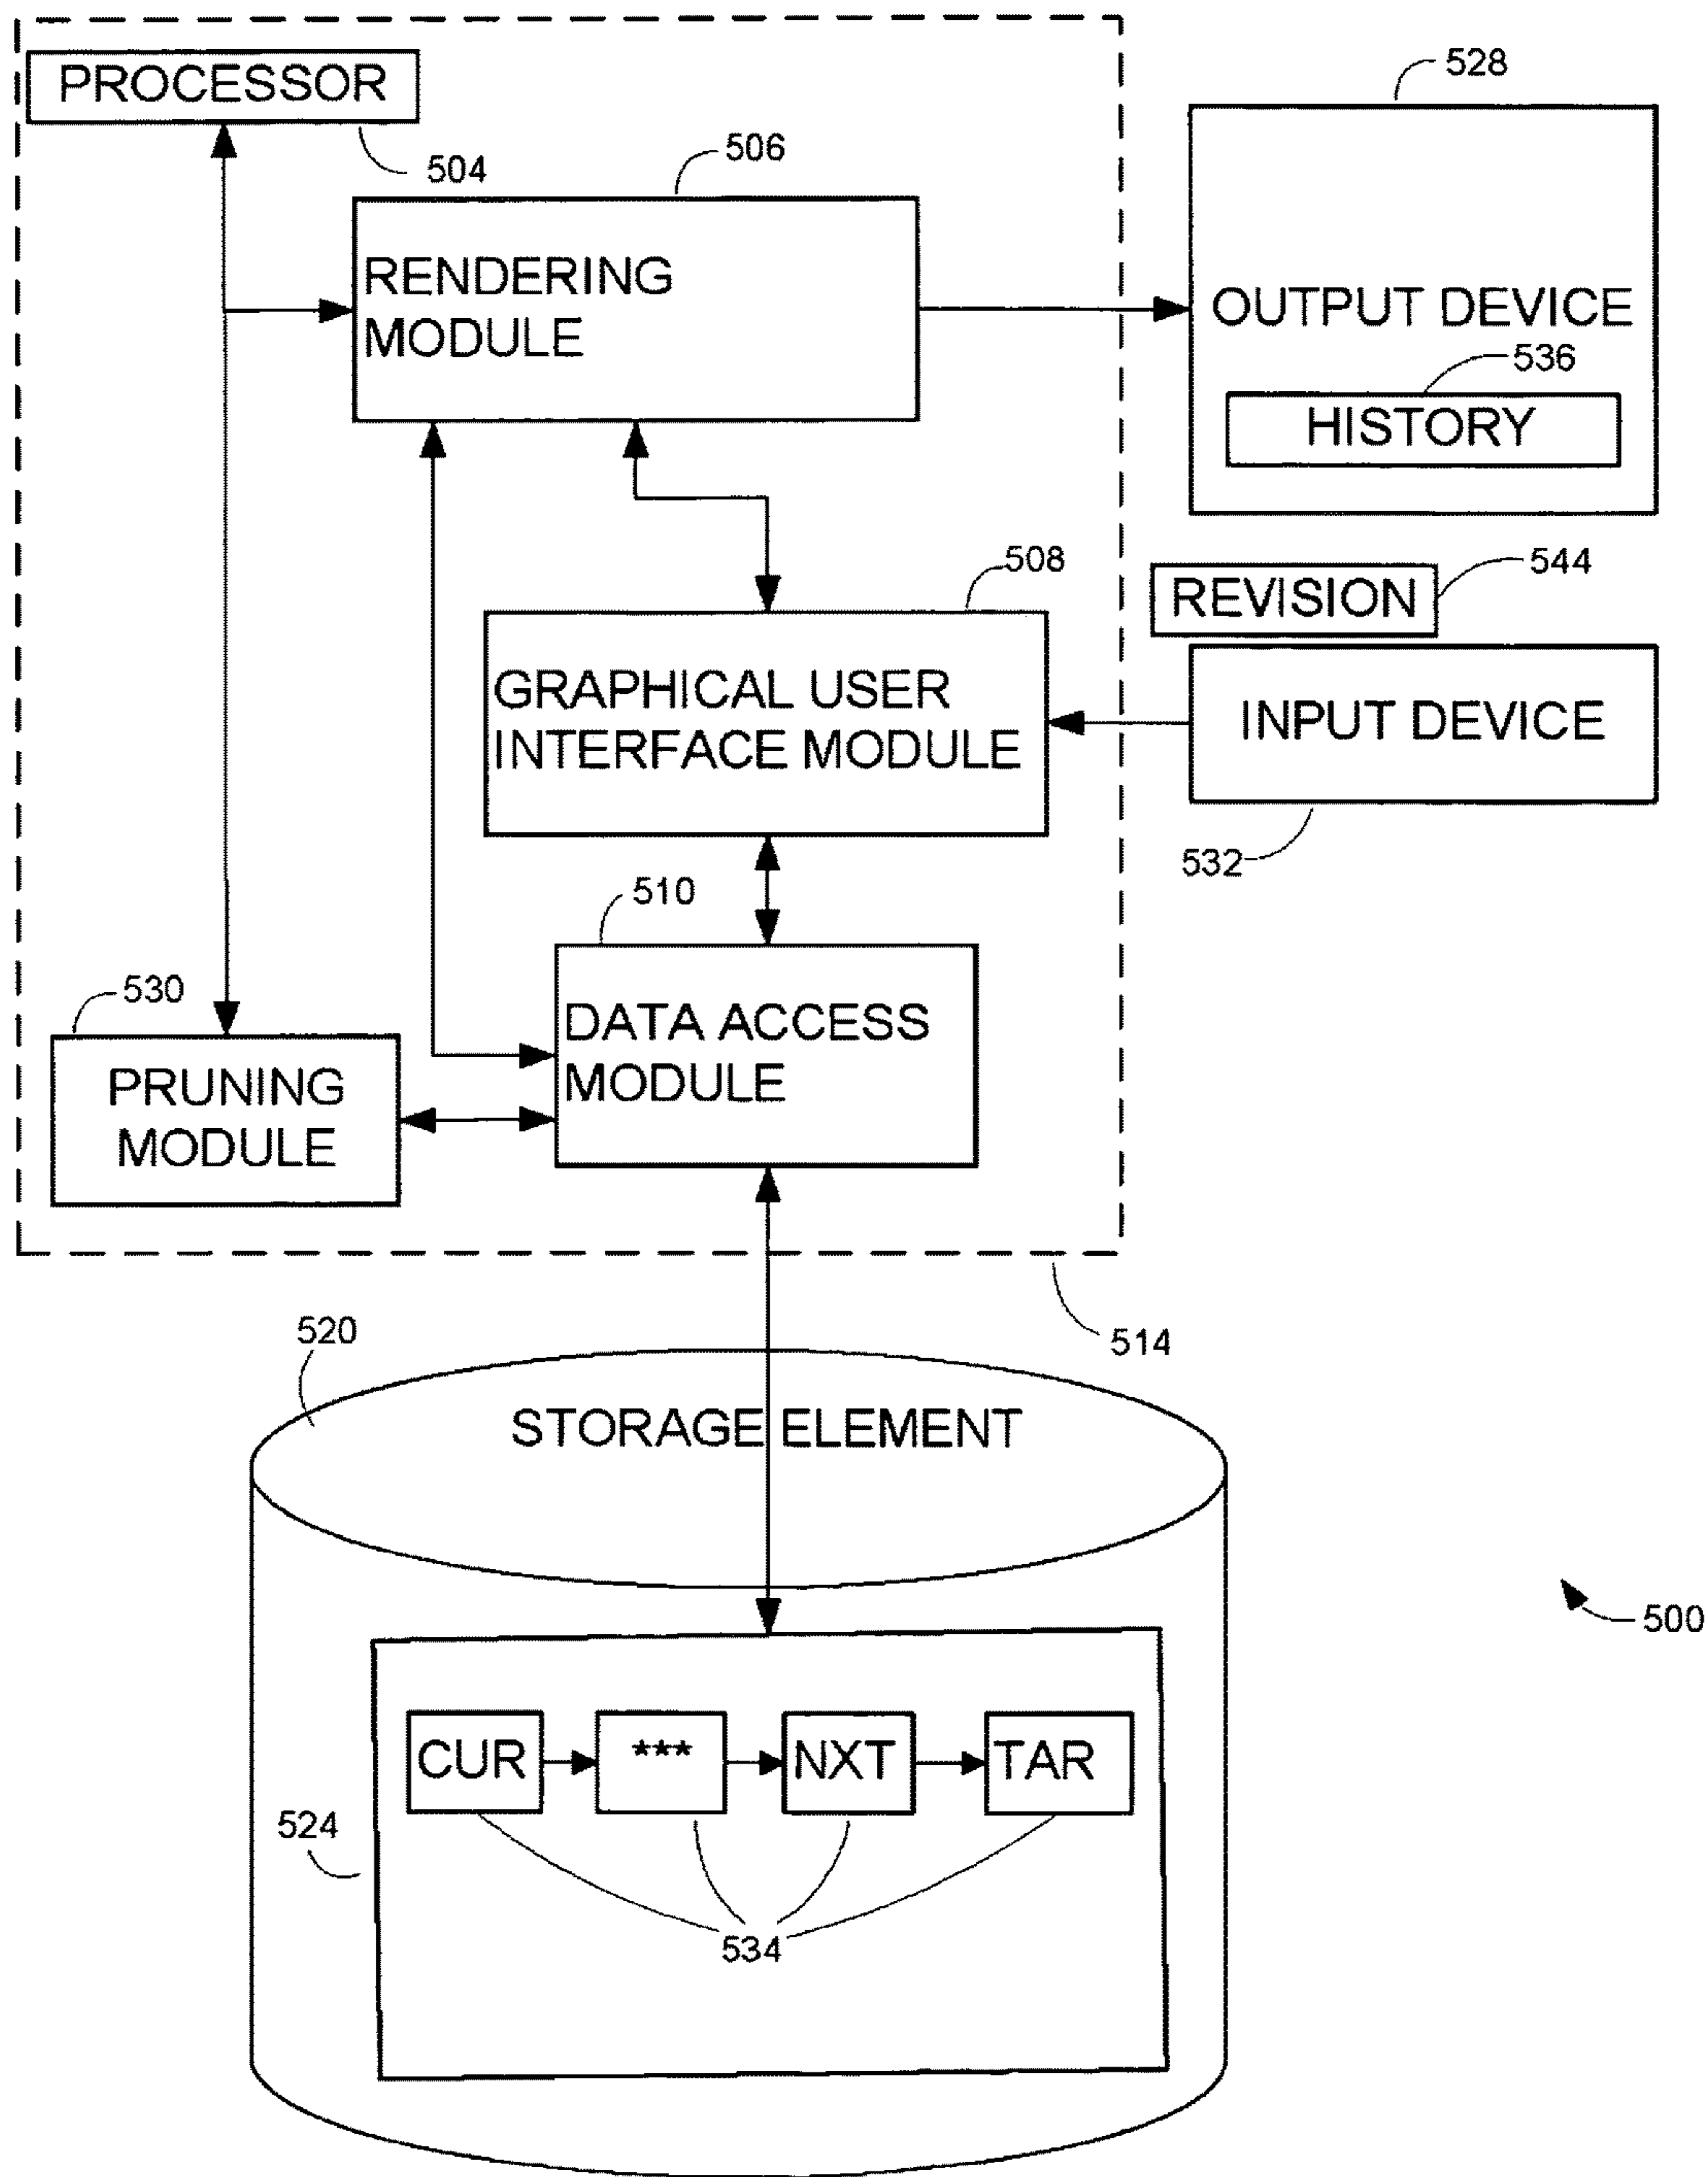 PROCESSOR
504
528
506
RENDERING
MODULE
OUTPUT DEVICE
536
HISTORY
508
544
REVISION
GRAPHICAL USER
INTERFACE MODULE
INPUT DEVICE
532
510
530
DATA ACCESS
MODULE
PRUNING
MODULE
514
520
STORAGE ELEMENT
500
CUR
***
NXT
TAR
524
534